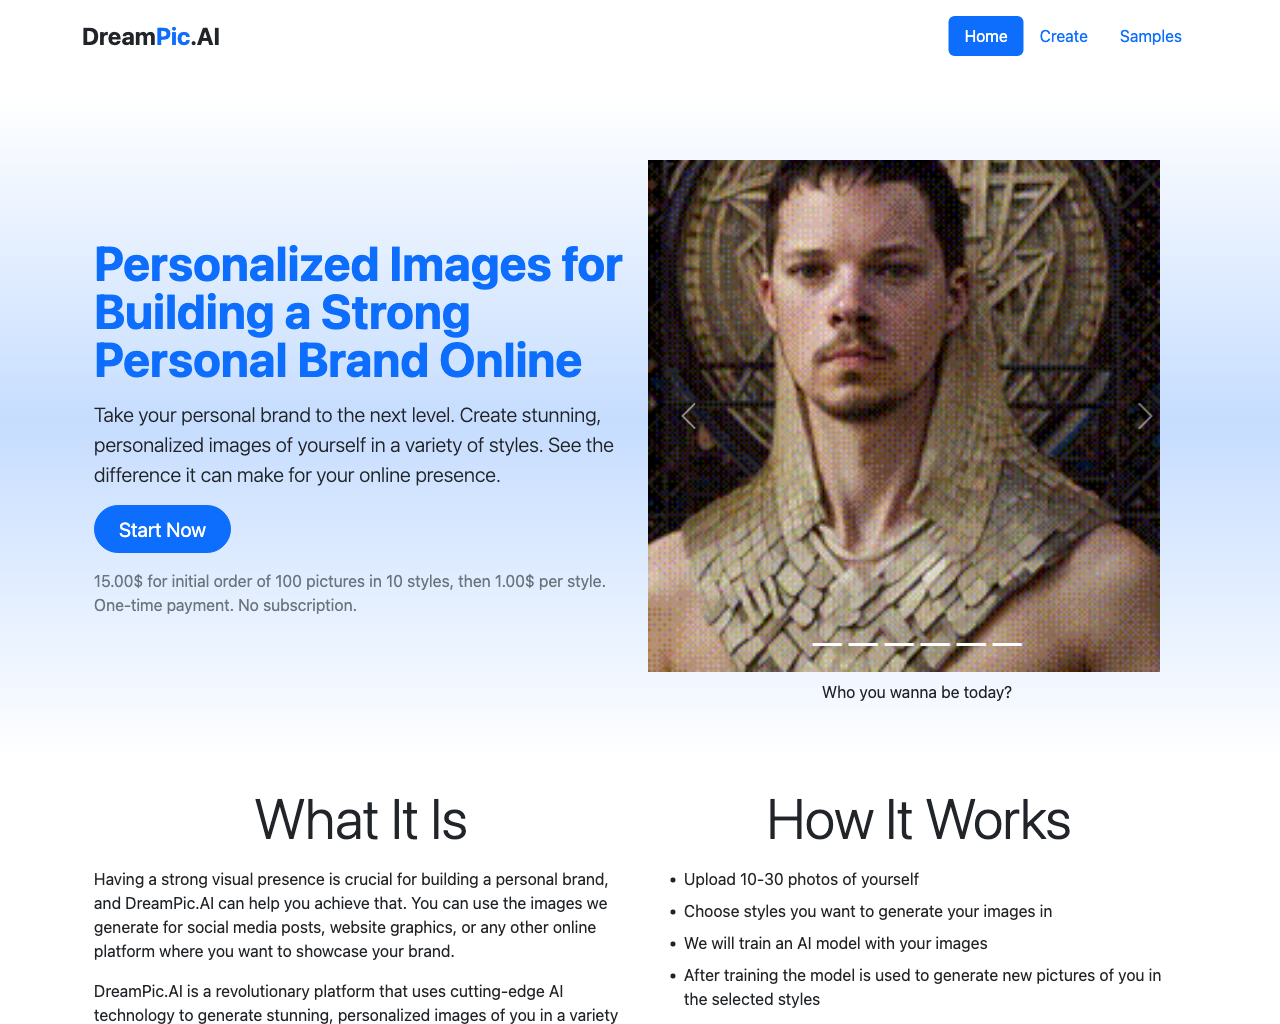 DreamPic.AI
Home
Create
Samples
Personalized Images for
Building a Strong
Personal Brand Online
Take your personal brand to the next level. Create stunning,
personalized images of yourself in a variety of styles. See the
difference it can make for your online presence.
Start Now
15.00$ for initial order of 100 pictures in 10 styles, then 1.00$ per style.
One-time payment. No subscription.
Who you wanna be today?
What It Is
Having a strong visual presence is crucial for building a personal brand,
and DreamPic.AI can help you achieve that. You can use the images we
generate for social media posts, website graphics, or any other online
platform where you want to showcase your brand.
DreamPic.AI is a revolutionary platform that uses cutting-edge AI
technology to generate stunning, personalized images of you in a variety
How It Works
• Upload 10-30 photos of yourself
• Choose styles you want to generate your images in
• We will train an AI model with your images
• After training the model is used to generate new pictures of you in
the selected styles